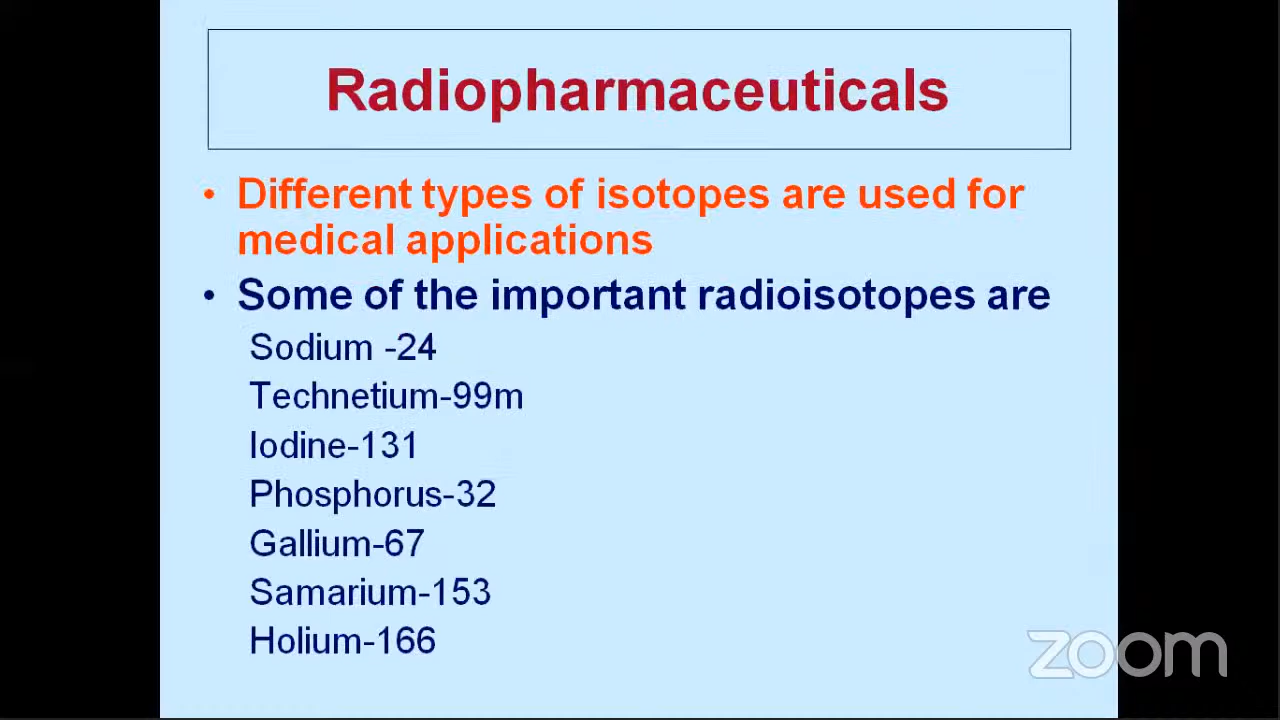 Radiopharmaceuticals
• Different types of isotopes are used for
medical applications
• Some of the important radioisotopes are
Sodium -24
Technetium-99m
Iodine-131
Phosphorus-32
Gallium-67
Samarium-153
Holium-166
zoom